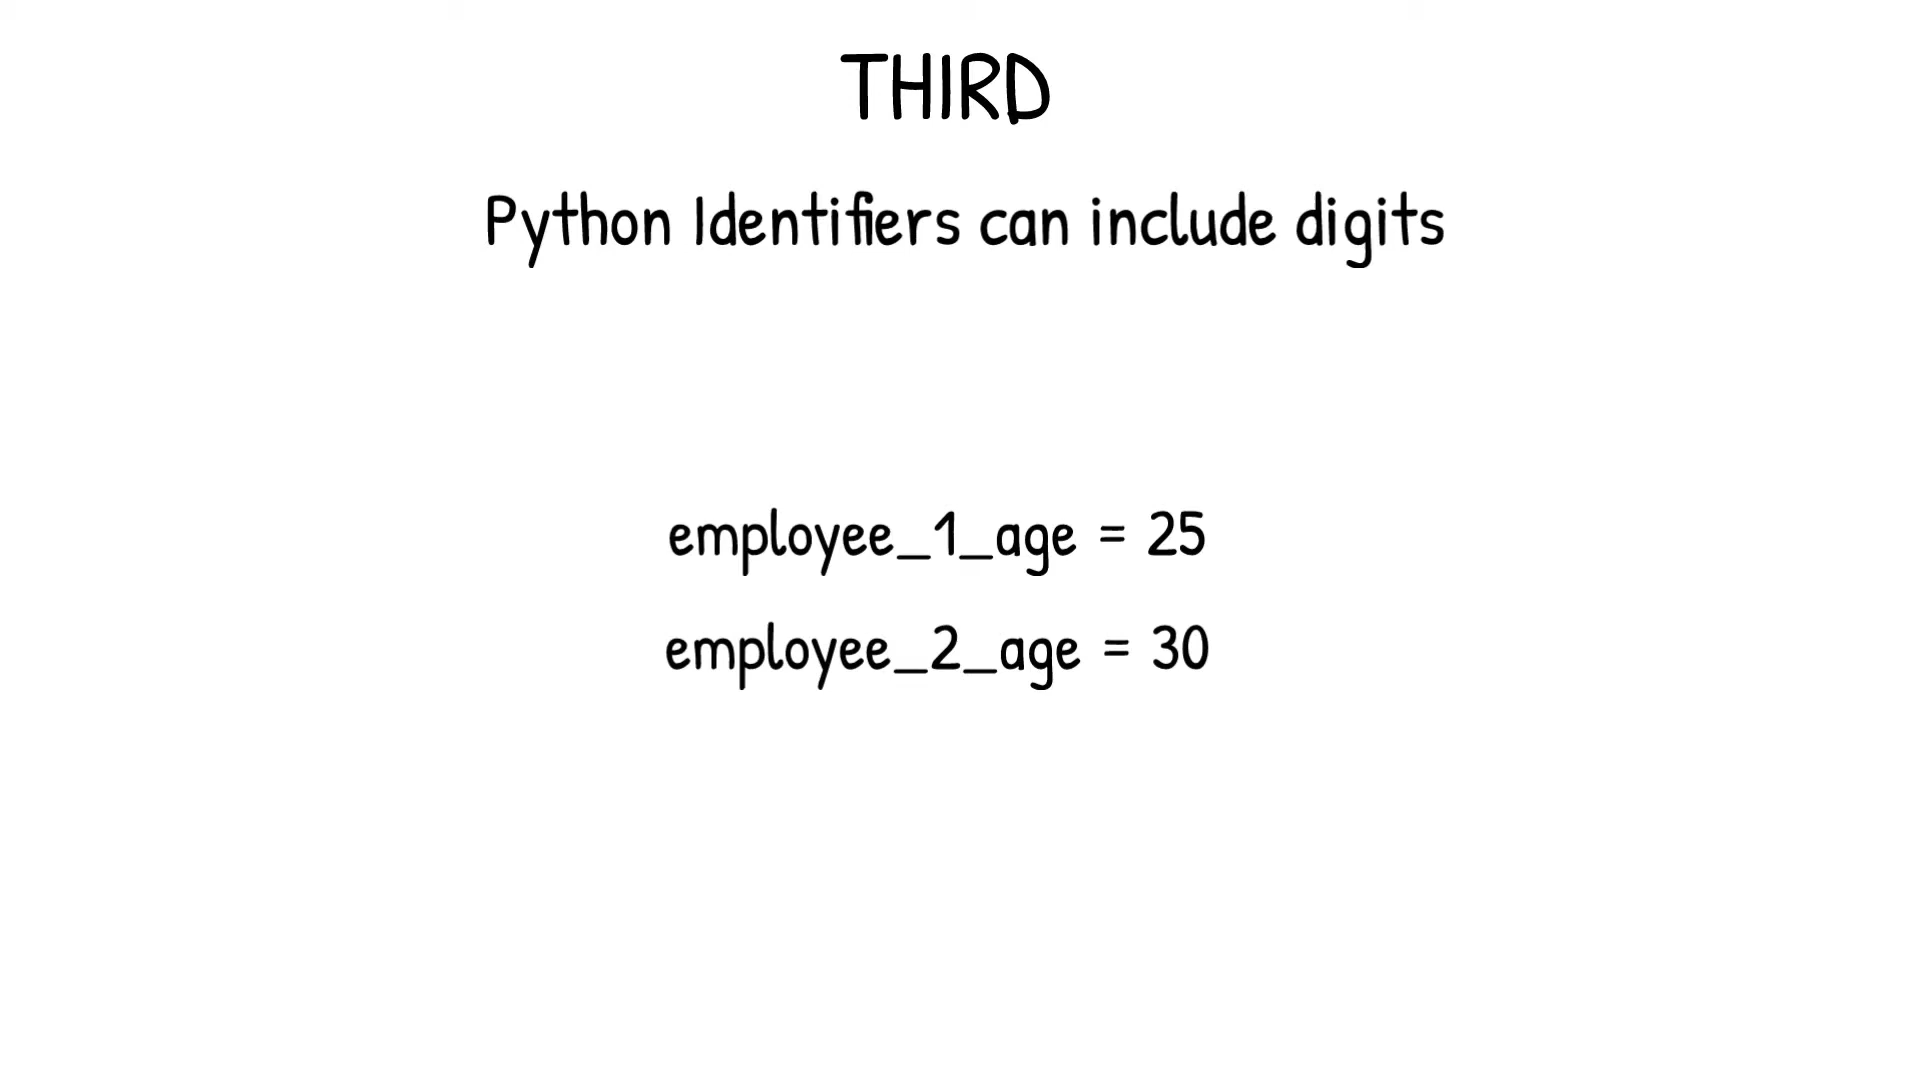 THIRD
Python Identifiers can include digits
employee_1_age = 25
employee_2_age = 30